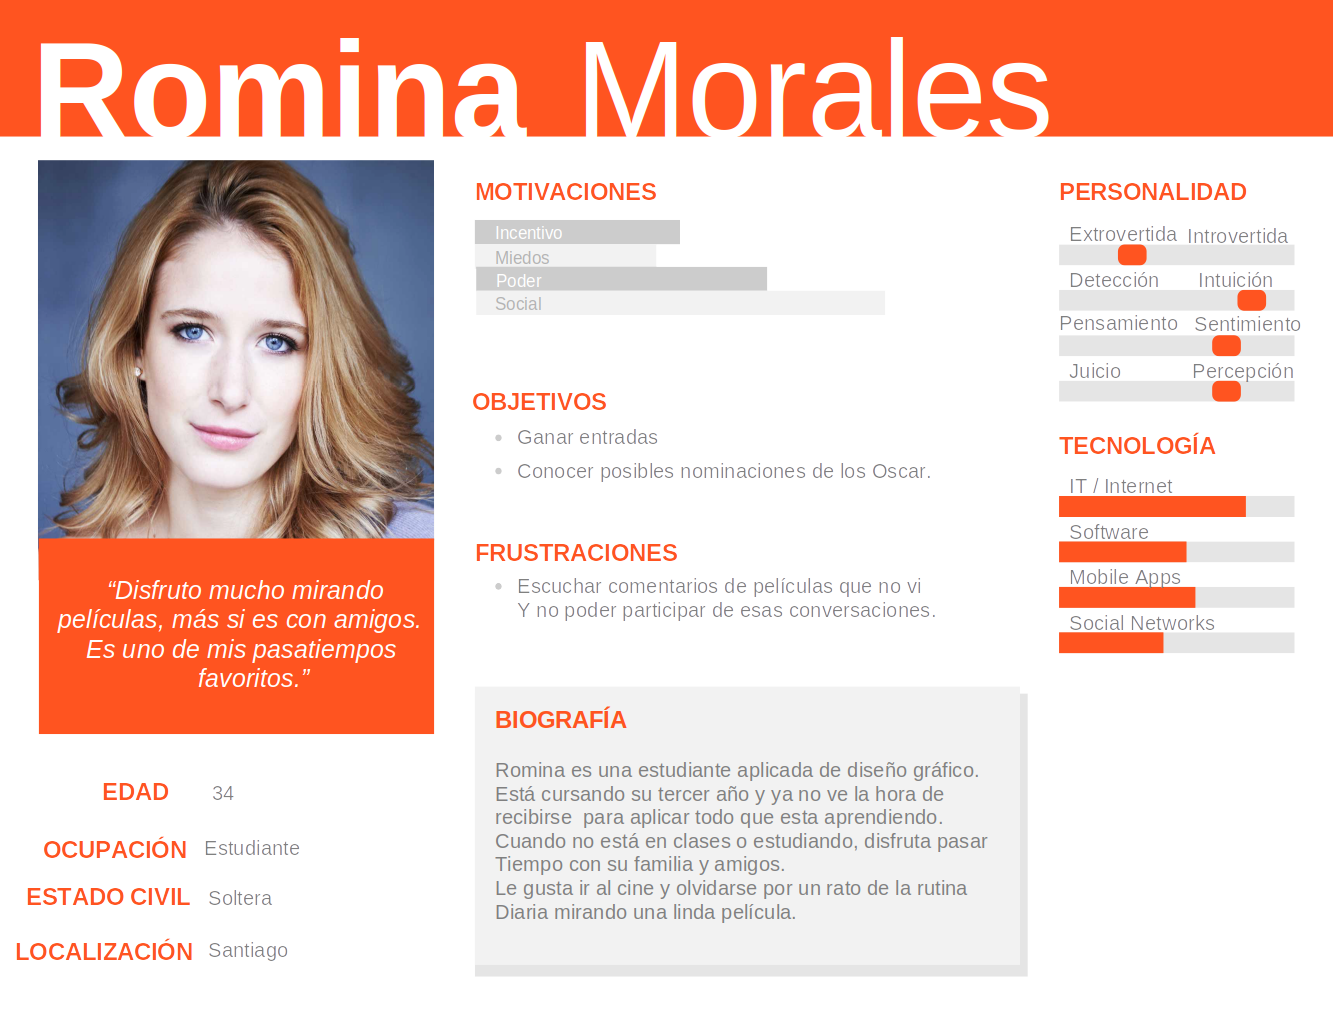 Romina Morales
“Disfruto mucho mirando
películas, más si es con amigos.
Es uno de mis pasatiempos
favoritos.”
EDAD 34
OCUPACIÓN Estudiante
ESTADO CIVIL Soltera
LOCALIZACIÓN Santiago
MOTIVACIONES
Incentivo
Miedos
Poder
Social
OBJETIVOS
• Ganar entradas
• Conocer posibles nominaciones de los Oscar.
FRUSTRACIONES
• Escuchar comentarios de películas que no vi
Y no poder participar de esas conversaciones.
BIOGRAFÍA
Romina es una estudiante aplicada de diseño gráfico.
Está cursando su tercer año y ya no ve la hora de
recibirse  para aplicar todo que esta aprendiendo.
Cuando no está en clases o estudiando, disfruta pasar
Tiempo con su familia y amigos.
Le gusta ir al cine y olvidarse por un rato de la rutina
Diaria mirando una linda película.
PERSONALIDAD
Extrovertida Introvertida
Detección Intuición
Pensamiento Sentimiento
Juicio Percepción
TECNOLOGÍA
IT / Internet
Software
Mobile Apps
Social Networks